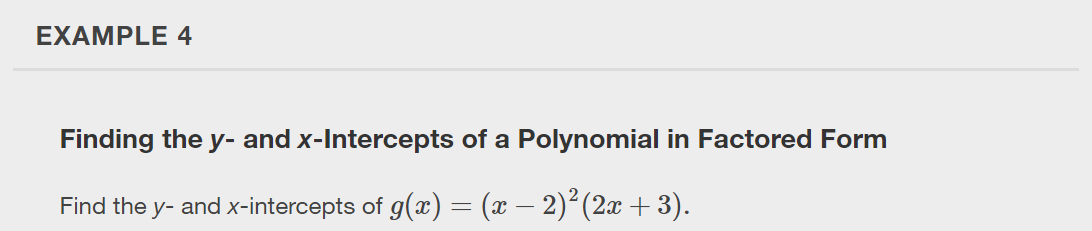 EXAMPLE 4
Finding the y- and x-Intercepts of a Polynomial in Factored Form
Find the y- and x-intercepts of g(x) = (x − 2)²(2x + 3).